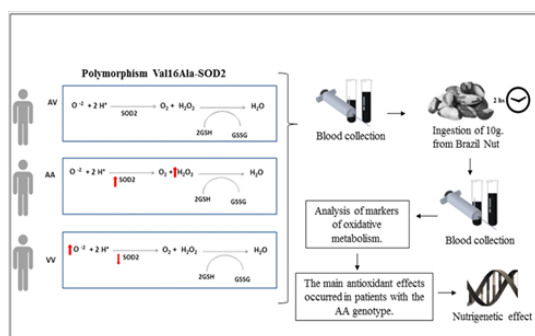 Polymorphism Val16Ala-SOD2
AV
O⁻² + 2 H⁺
SOD2
O₂ + H₂O₂
H₂O
2GSH
GSSG
AA
O⁻² + 2 H⁺
SOD2
O₂ + H₂O₂
H₂O
2GSH
GSSG
VV
O⁻² + 2 H⁺
SOD2
O₂ + H₂O₂
H₂O
2GSH
GSSG
Blood collection
2 hs
Ingestion of 10g.
from Brazil Nut
Blood collection
Analysis of markers
of oxidative
metabolism.
The main antioxidant effects
occurred in patients with the
AA genotype.
Nutrigenetic effect